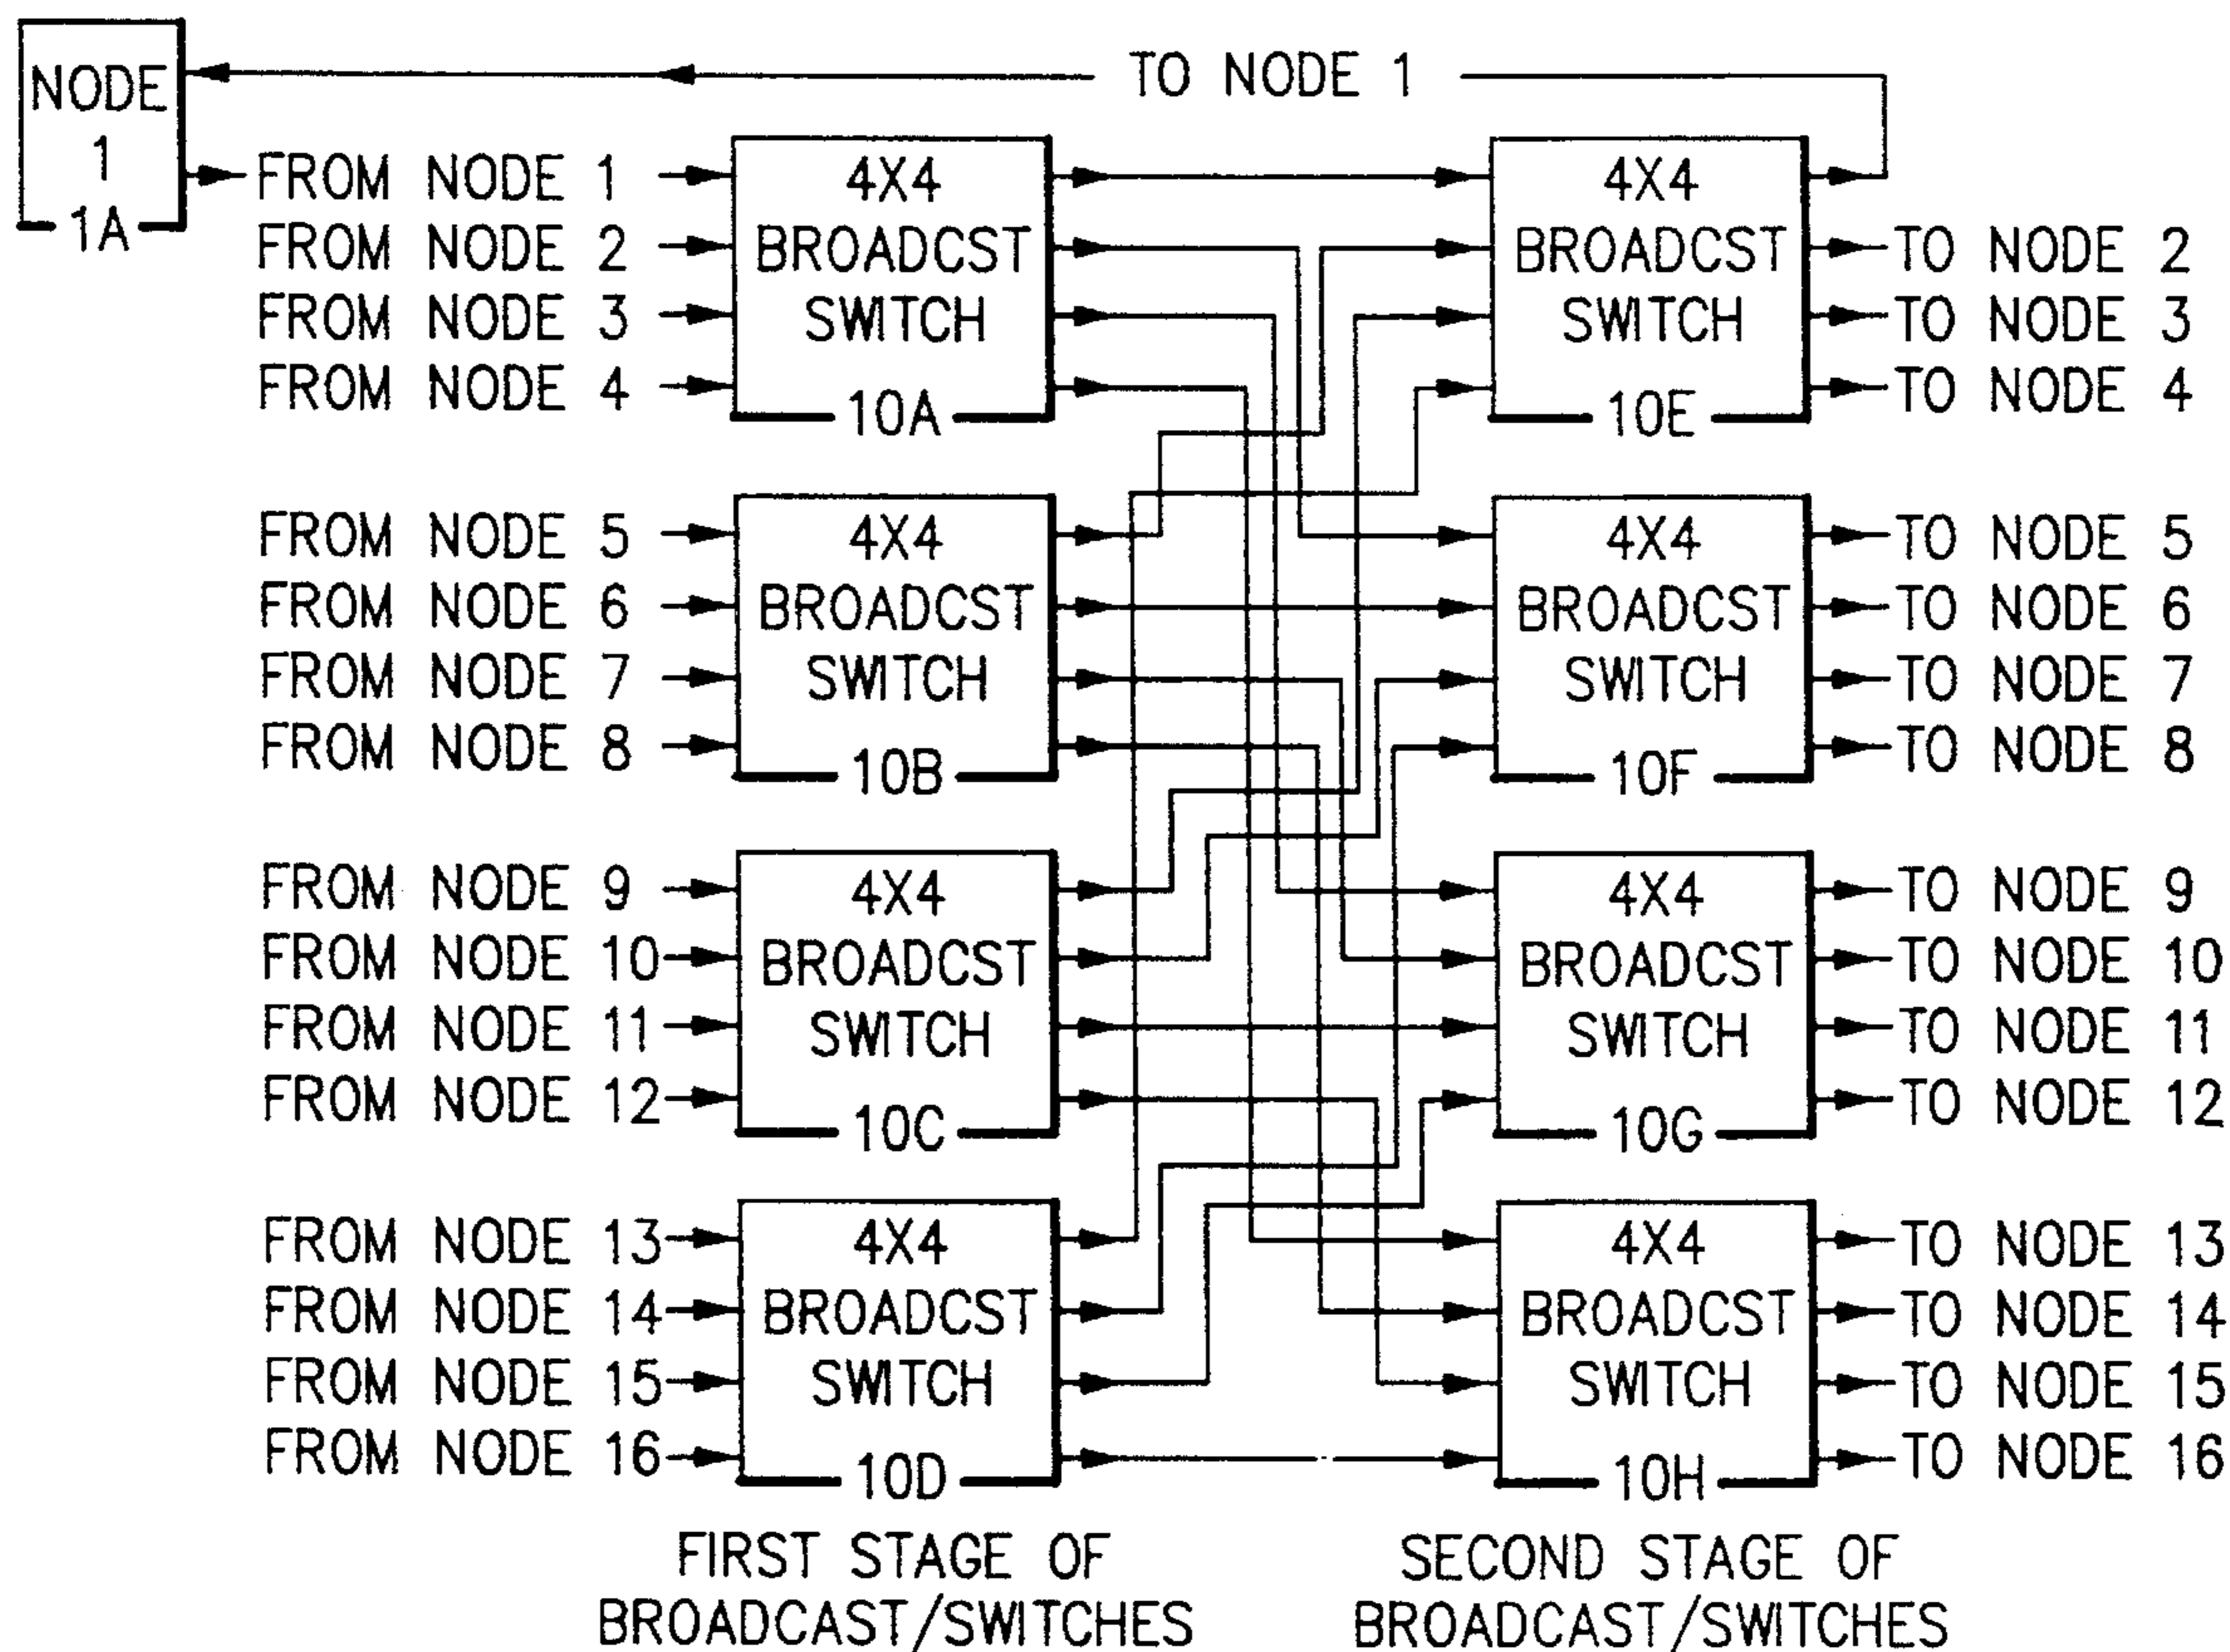 TO NODE 1
NODE
1
1A
FROM NODE 1
FROM NODE 2
FROM NODE 3
FROM NODE 4
4X4
BROADCST
SWITCH
10A
4X4
BROADCST
SWITCH
10E
TO NODE 2
TO NODE 3
TO NODE 4
FROM NODE 5
FROM NODE 6
FROM NODE 7
FROM NODE 8
4X4
BROADCST
SWITCH
10B
4X4
BROADCST
SWITCH
10F
TO NODE 5
TO NODE 6
TO NODE 7
TO NODE 8
FROM NODE 9
FROM NODE 10
FROM NODE 11
FROM NODE 12
4X4
BROADCST
SWITCH
10C
4X4
BROADCST
SWITCH
10G
TO NODE 9
TO NODE 10
TO NODE 11
TO NODE 12
FROM NODE 13
FROM NODE 14
FROM NODE 15
FROM NODE 16
4X4
BROADCST
SWITCH
10D
4X4
BROADCST
SWITCH
10H
TO NODE 13
TO NODE 14
TO NODE 15
TO NODE 16
FIRST STAGE OF
BROADCAST/SWITCHES
SECOND STAGE OF
BROADCAST/SWITCHES